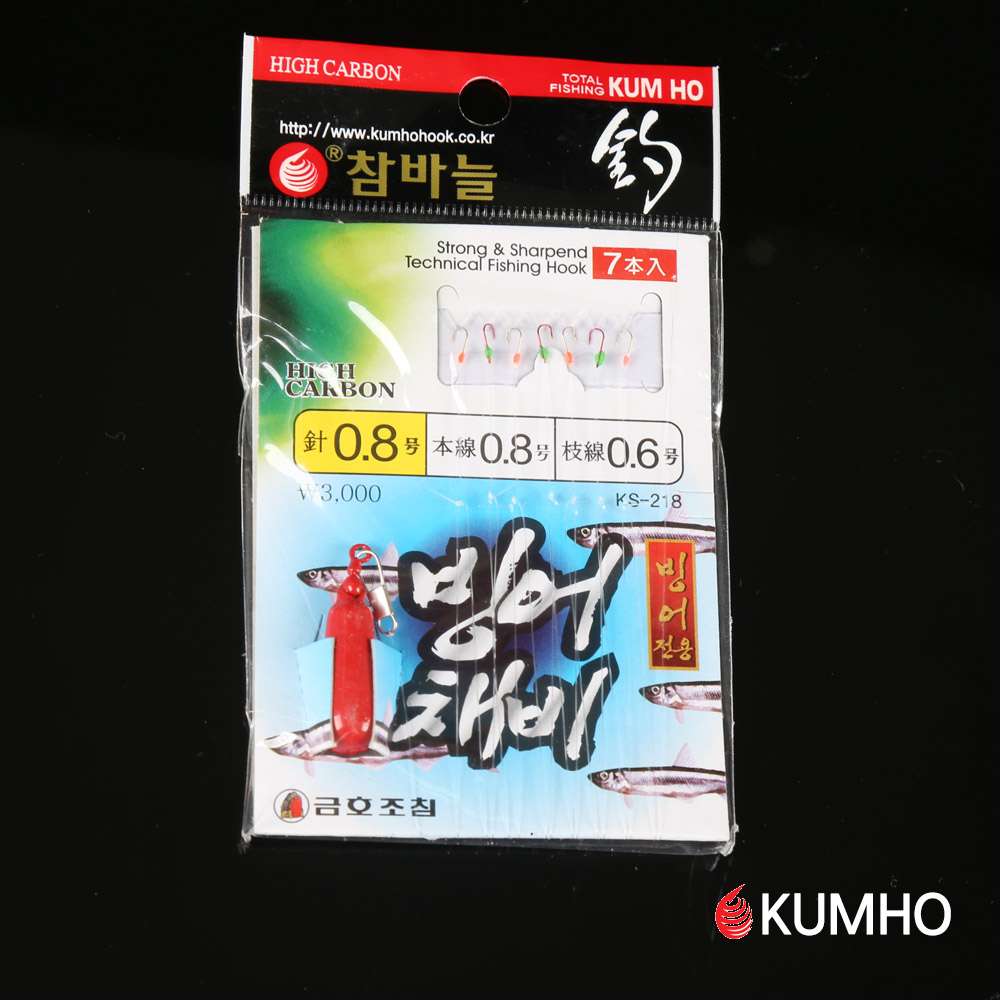 HIGH CARBON
TOTAL FISHING KUM HO
http://www.kumhohook.co.kr
®참바늘
釣
Strong & Sharpend
Technical Fishing Hook
7本入
HIGH
CARBON
針0.8号
本線0.8号
枝線0.6号
₩3,000
KS-218
빙어
채비
빙어
전용
금호조침
KUMHO